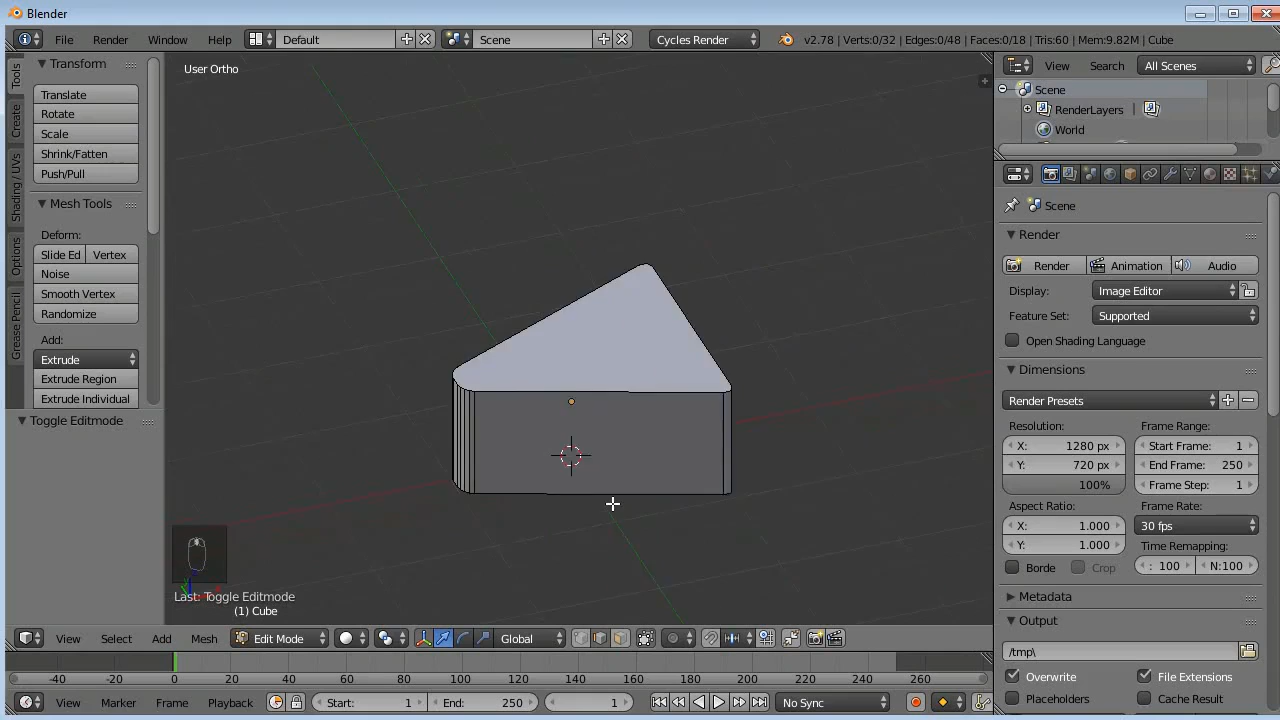 Blender
File Render Window Help Default Scene Cycles Render v2.78 | Verts:0/32 | Edges:0/48 | Faces:0/18 | Tris:60 | Mem:9.82M | Cube
Tools
Create
Shading / UVs
Options
Grease Pencil
Transform
Translate
Rotate
Scale
Shrink/Fatten
Push/Pull
Mesh Tools
Deform:
Slide Ed Vertex
Noise
Smooth Vertex
Randomize
Add:
Extrude
Extrude Region
Extrude Individual
Toggle Editmode
User Ortho
Last: Toggle Editmode
(1) Cube
View Select Add Mesh Edit Mode Global
-40 -20 0 20 40 60 80 100 120 140 160 180 200 220 240 260
View Marker Frame Playback Start: 1 End: 250 1 No Sync
View Search All Scenes
Scene
RenderLayers
World
Scene
Render
Render Animation Audio
Display: Image Editor
Feature Set: Supported
Open Shading Language
Dimensions
Render Presets
Resolution: Frame Range:
X: 1280 px Start Frame: 1
Y: 720 px End Frame: 250
100% Frame Step: 1
Aspect Ratio: Frame Rate:
X: 1.000 30 fps
Y: 1.000 Time Remapping:
Borde Crop : 100 N:100
Metadata
Output
/tmp\
Overwrite File Extensions
Placeholders Cache Result